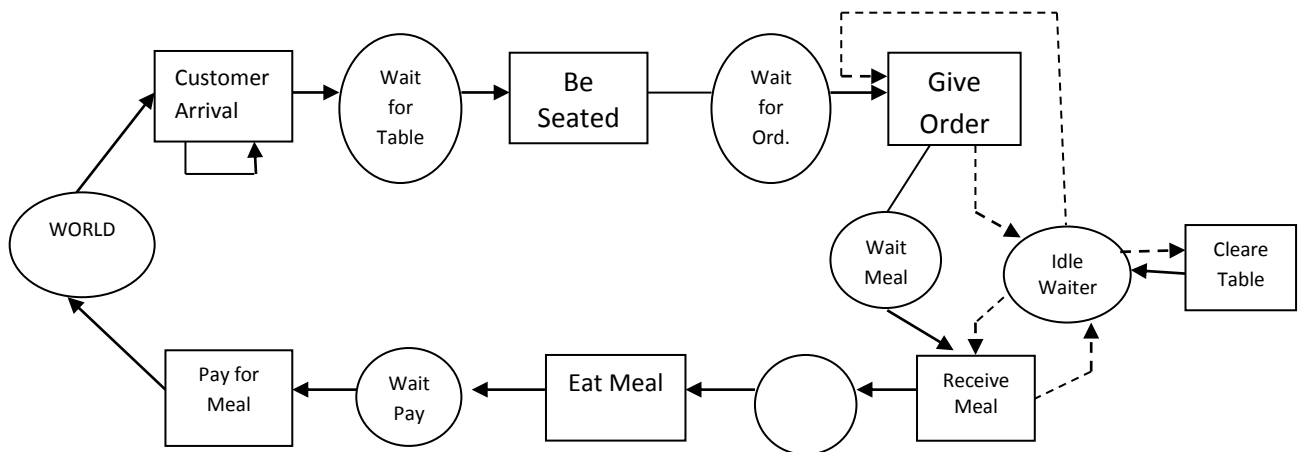 Customer
Arrival
Wait
for
Table
Be
Seated
Wait
for
Ord.
Give
Order
WORLD
Wait
Meal
Idle
Waiter
Cleare
Table
Pay for
Meal
Wait
Pay
Eat Meal
Receive
Meal